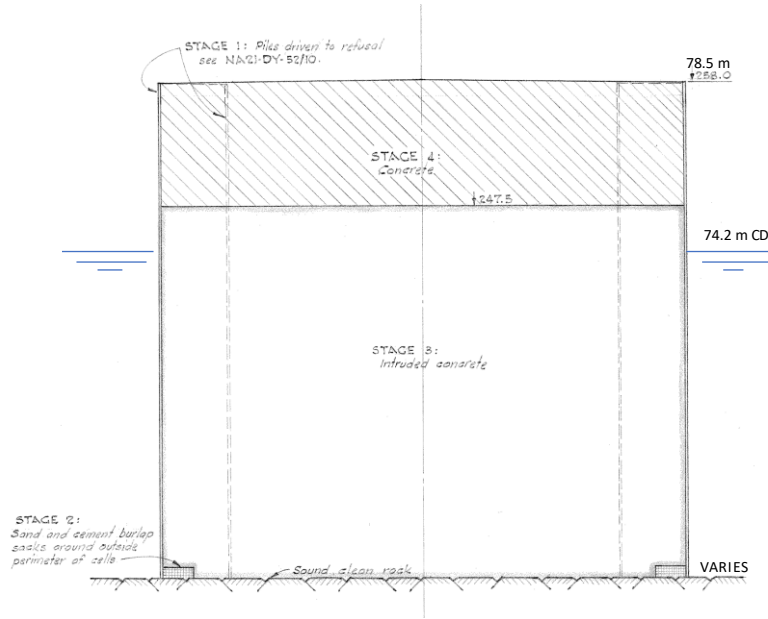 STAGE 1: Piles driven to refusal
see NA21-DY-52/10.
78.5 m
258.0
STAGE 4:
Concrete
247.5
74.2 m CD
STAGE 3:
Intruded concrete
STAGE 2:
Sand and cement burlap
sacks around outside
perimeter of cells
Sound clean rock
VARIES